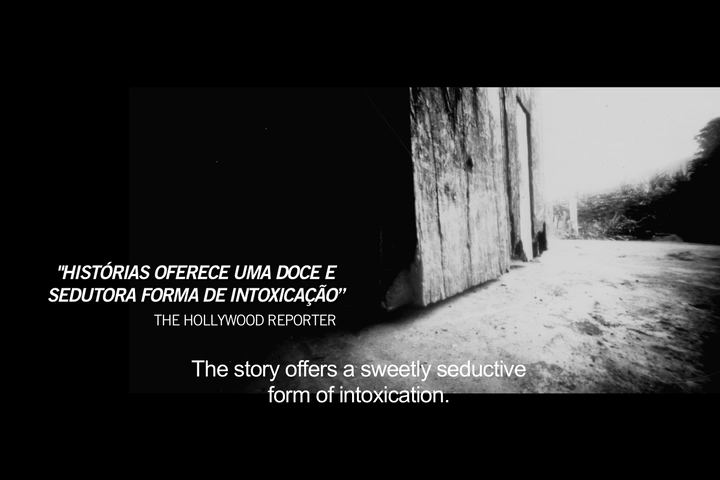 "HISTÓRIAS OFERECE UMA DOCE E
SEDUTORA FORMA DE INTOXICAÇÃO”
THE HOLLYWOOD REPORTER
The story offers a sweetly seductive
form of intoxication.